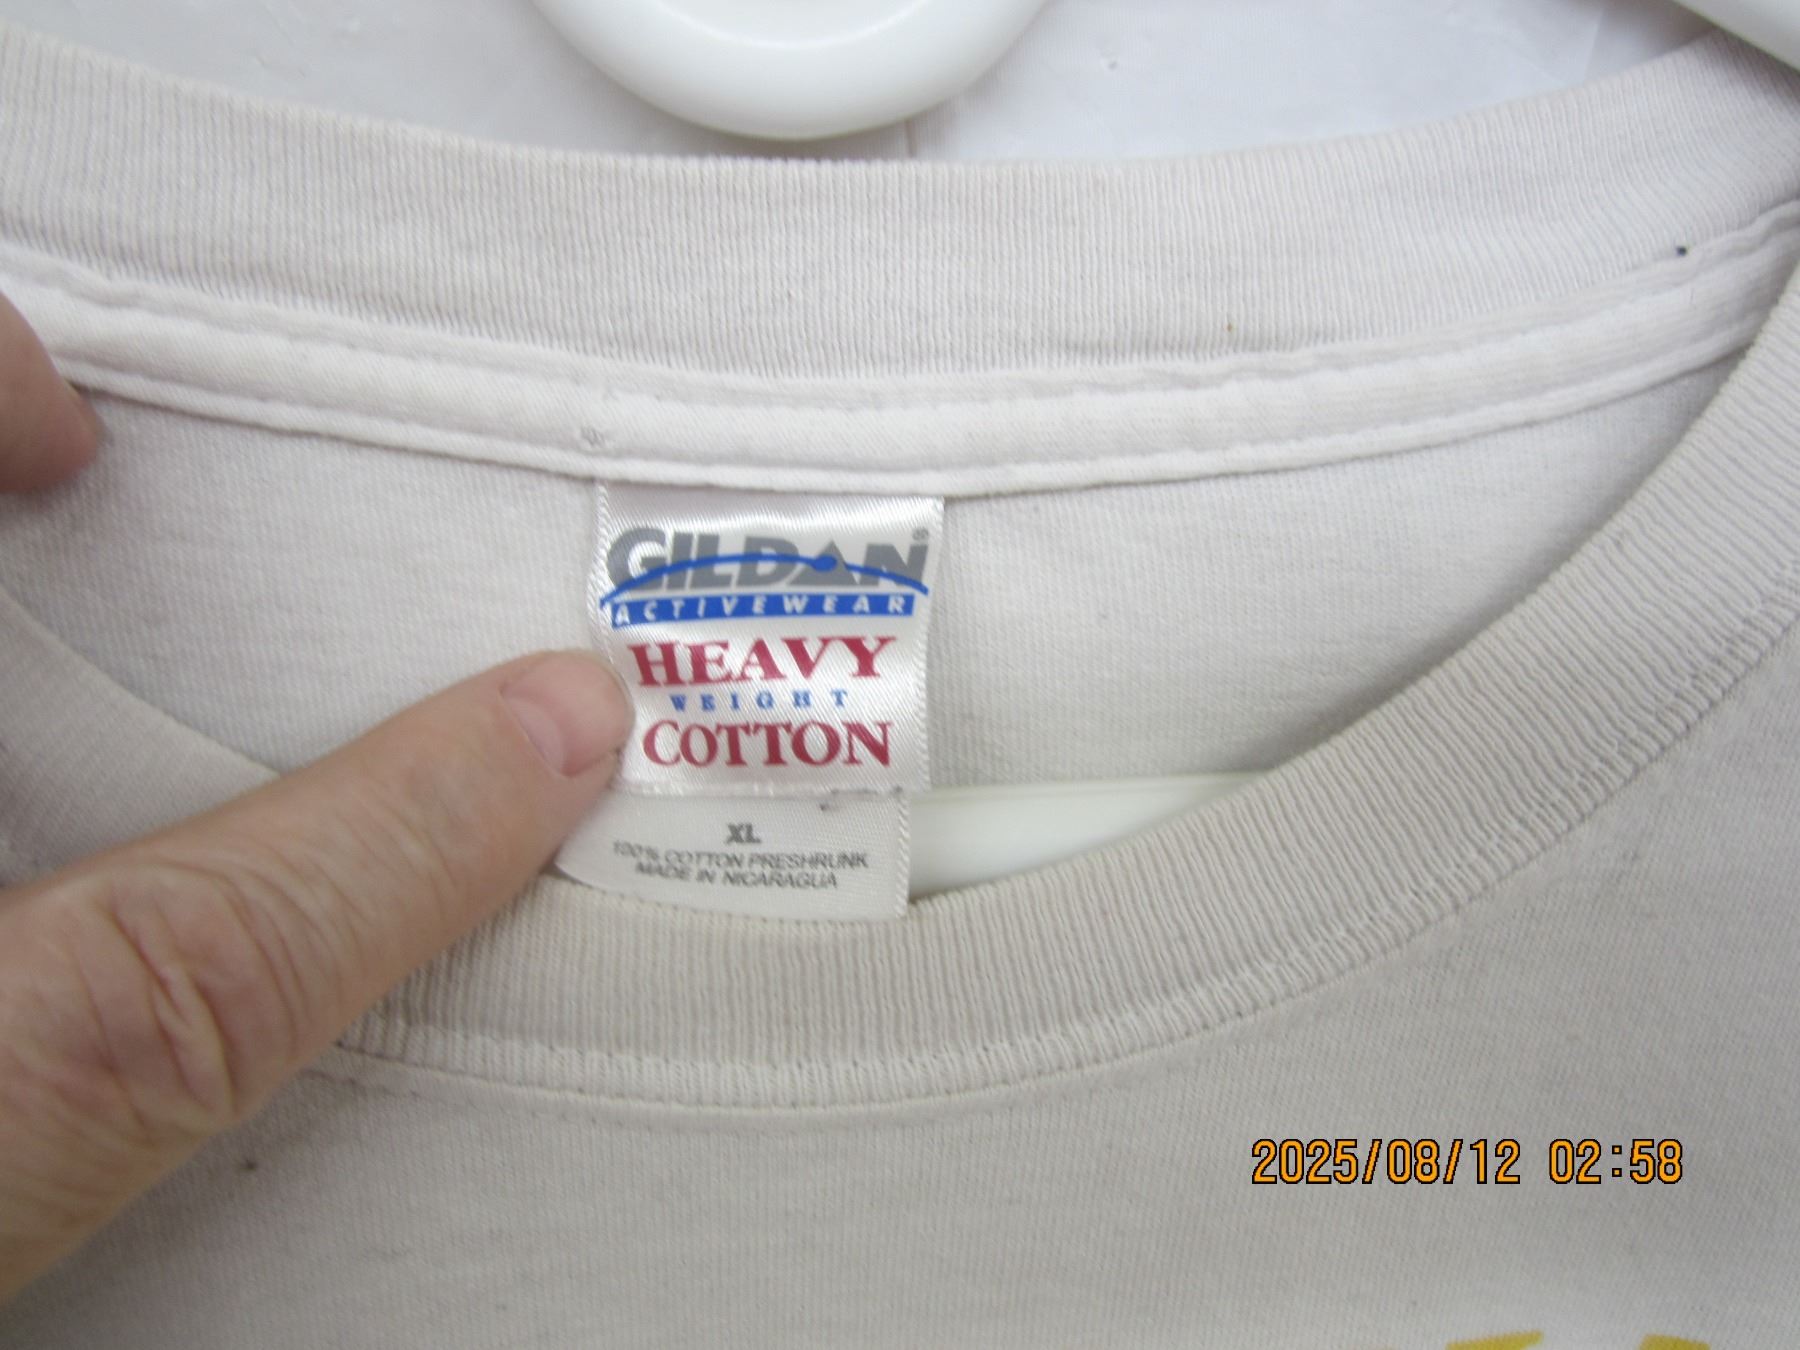 GILDAN®
ACTIVEWEAR
HEAVY
WEIGHT
COTTON
XL
100% COTTON PRESHRUNK
MADE IN NICARAGUA
2025/08/12 02:58